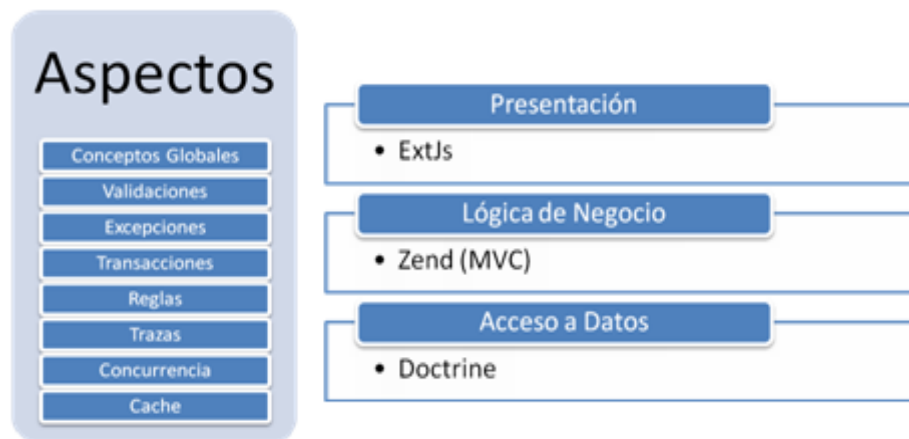 Aspectos
Conceptos Globales
Validaciones
Excepciones
Transacciones
Reglas
Trazas
Concurrencia
Cache
Presentación
• ExtJs
Lógica de Negocio
• Zend (MVC)
Acceso a Datos
• Doctrine